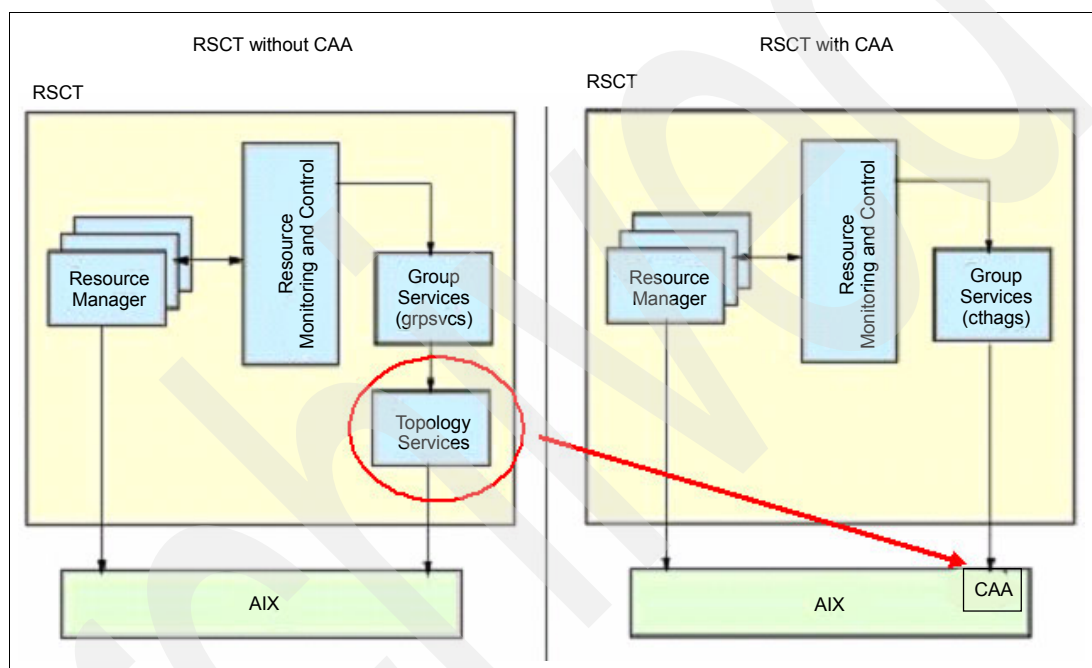 RSCT without CAA
RSCT
Resource
Manager
Resource
Monitoring and Control
Group
Services
(grpsvcs)
Topology
Services
AIX
RSCT with CAA
RSCT
Resource
Manager
Resource
Monitoring and Control
Group
Services
(cthags)
AIX
CAA